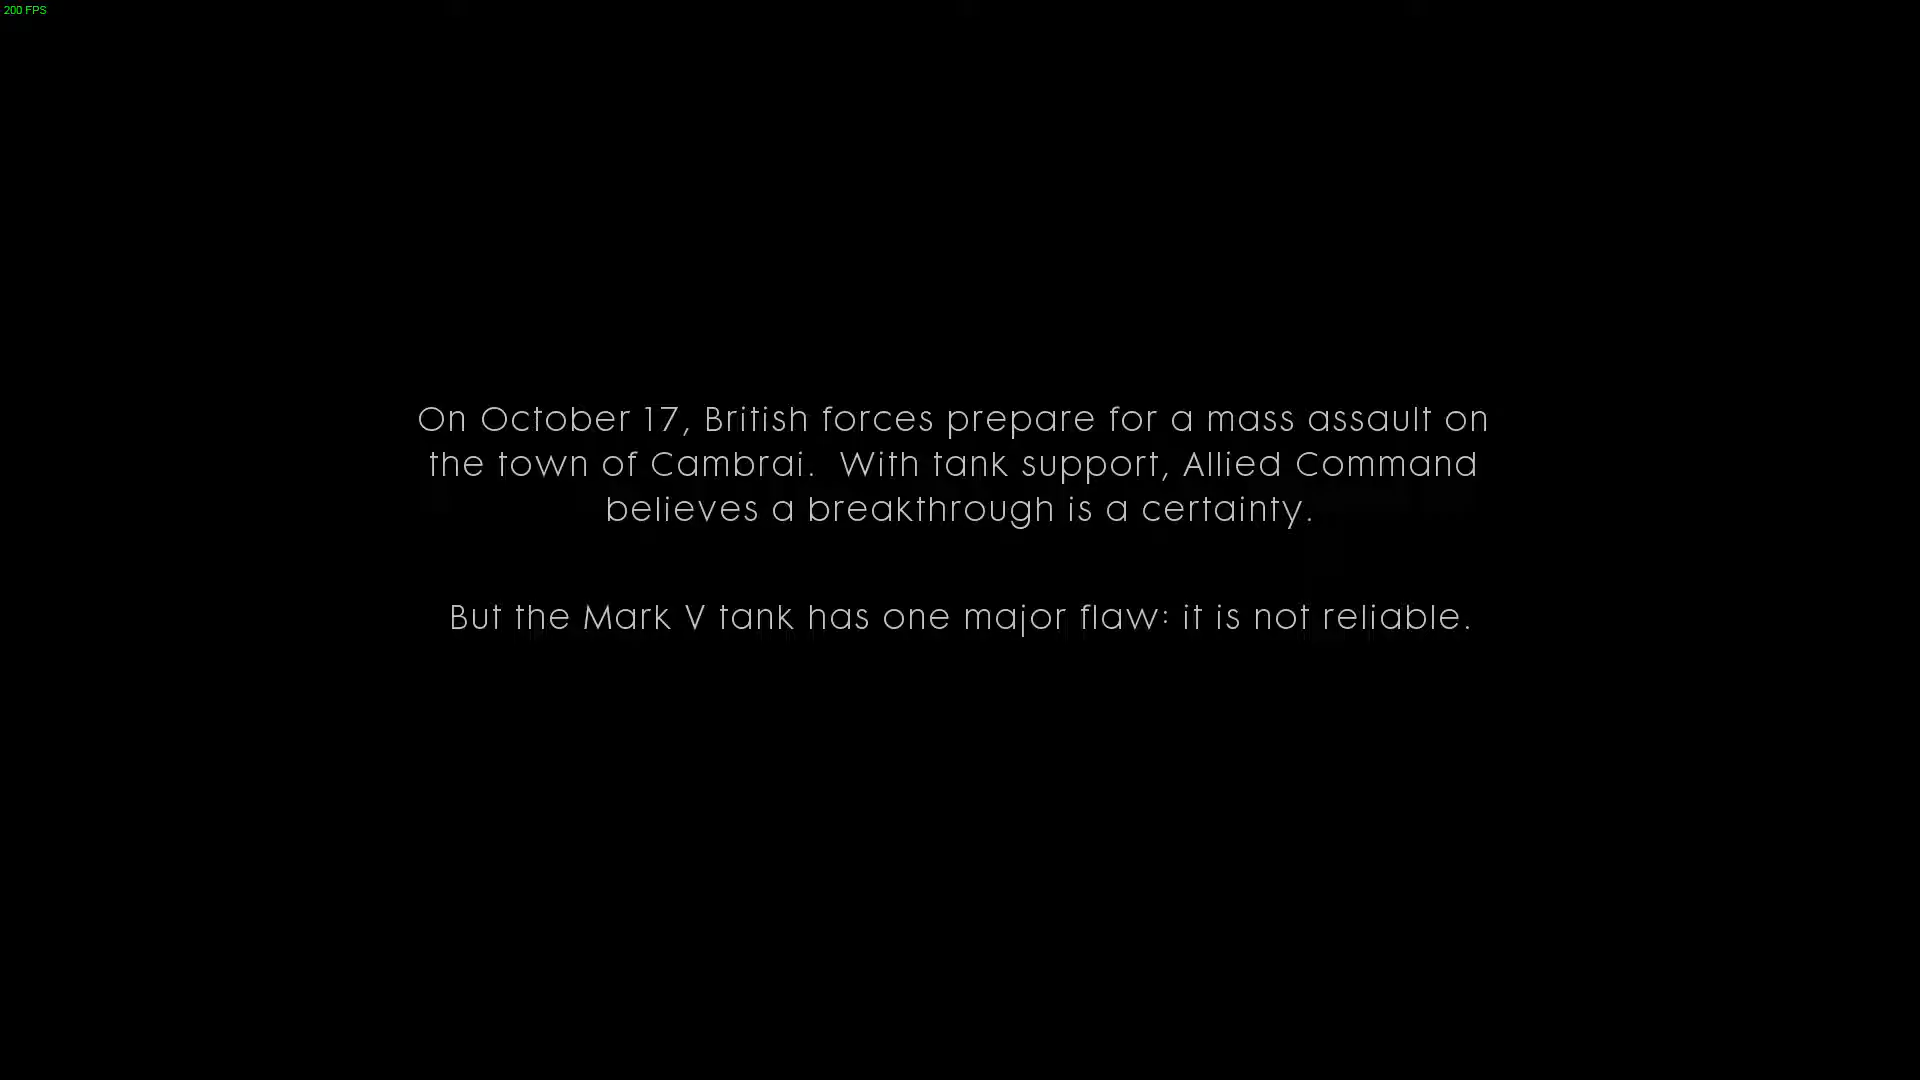 200 FPS
On October 17, British forces prepare for a mass assault on
the town of Cambrai.  With tank support, Allied Command
believes a breakthrough is a certainty.
But the Mark V tank has one major flaw: it is not reliable.